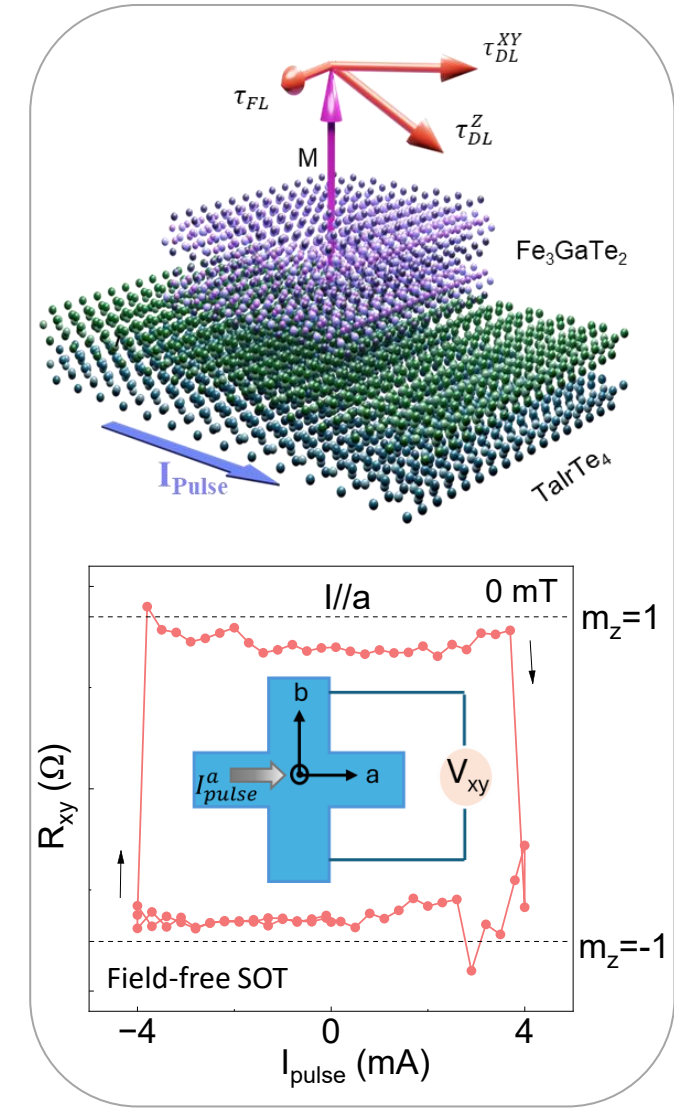 τ_DL^XY
τ_FL
τ_DL^Z
M
Fe₃GaTe₂
I_Pulse
TaIrTe₄
I//a
0 mT
m_z=1
b
I_pulse^a
a
V_xy
R_xy (Ω)
m_z=-1
Field-free SOT
−4
0
4
I_pulse (mA)